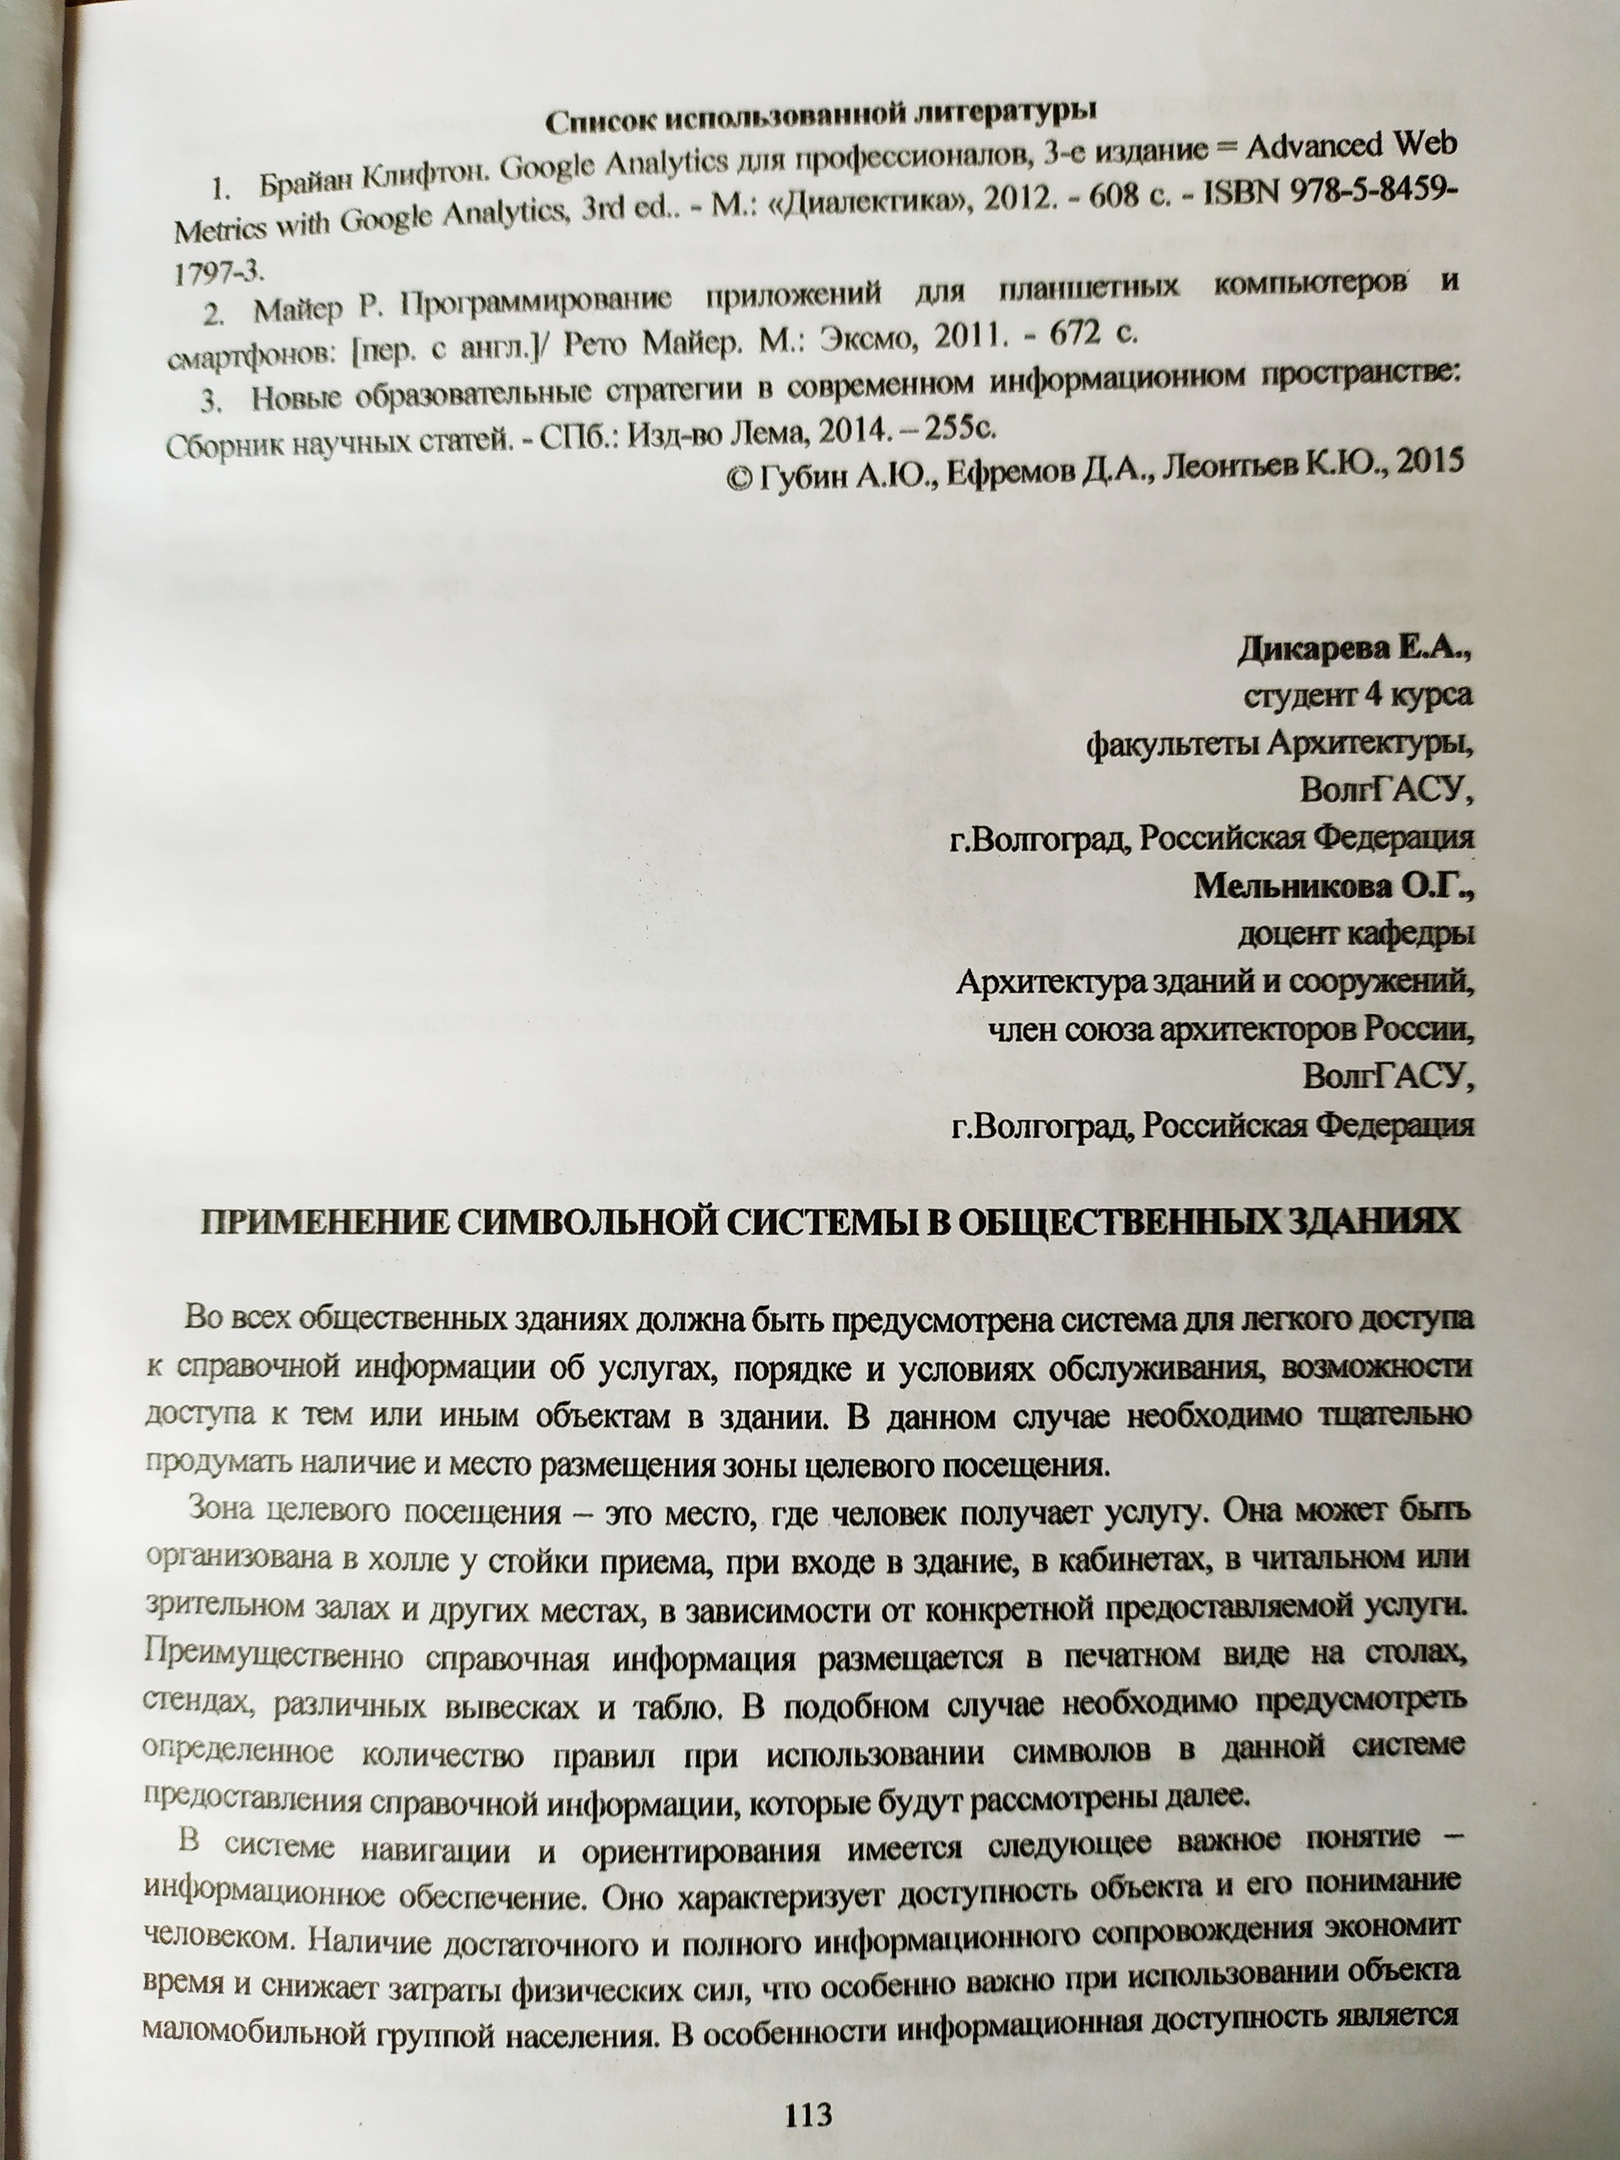 Список использованной литературы
1. Брайан Клифтон. Google Analytics для профессионалов, 3-е издание = Advanced Web
Metrics with Google Analytics, 3rd ed.. - М.: «Диалектика», 2012. - 608 с. - ISBN 978-5-8459-
1797-3.
2. Майер Р. Программирование приложений для планшетных компьютеров и
смартфонов: [пер. с англ.]/ Рето Майер. М.: Эксмо, 2011. - 672 с.
3. Новые образовательные стратегии в современном информационном пространстве:
Сборник научных статей. - СПб.: Изд-во Лема, 2014. – 255с.
© Губин А.Ю., Ефремов Д.А., Леонтьев К.Ю., 2015
Дикарева Е.А.,
студент 4 курса
факультеты Архитектуры,
ВолгГАСУ,
г.Волгоград, Российская Федерация
Мельникова О.Г.,
доцент кафедры
Архитектура зданий и сооружений,
член союза архитекторов России,
ВолгГАСУ,
г.Волгоград, Российская Федерация
ПРИМЕНЕНИЕ СИМВОЛЬНОЙ СИСТЕМЫ В ОБЩЕСТВЕННЫХ ЗДАНИЯХ
Во всех общественных зданиях должна быть предусмотрена система для легкого доступа
к справочной информации об услугах, порядке и условиях обслуживания, возможности
доступа к тем или иным объектам в здании. В данном случае необходимо тщательно
продумать наличие и место размещения зоны целевого посещения.
Зона целевого посещения – это место, где человек получает услугу. Она может быть
организована в холле у стойки приема, при входе в здание, в кабинетах, в читальном или
зрительном залах и других местах, в зависимости от конкретной предоставляемой услуги.
Преимущественно справочная информация размещается в печатном виде на столах,
стендах, различных вывесках и табло. В подобном случае необходимо предусмотреть
определенное количество правил при использовании символов в данной системе
предоставления справочной информации, которые будут рассмотрены далее.
В системе навигации и ориентирования имеется следующее важное понятие –
информационное обеспечение. Оно характеризует доступность объекта и его понимание
человеком. Наличие достаточного и полного информационного сопровождения экономит
время и снижает затраты физических сил, что особенно важно при использовании объекта
маломобильной группой населения. В особенности информационная доступность является
113